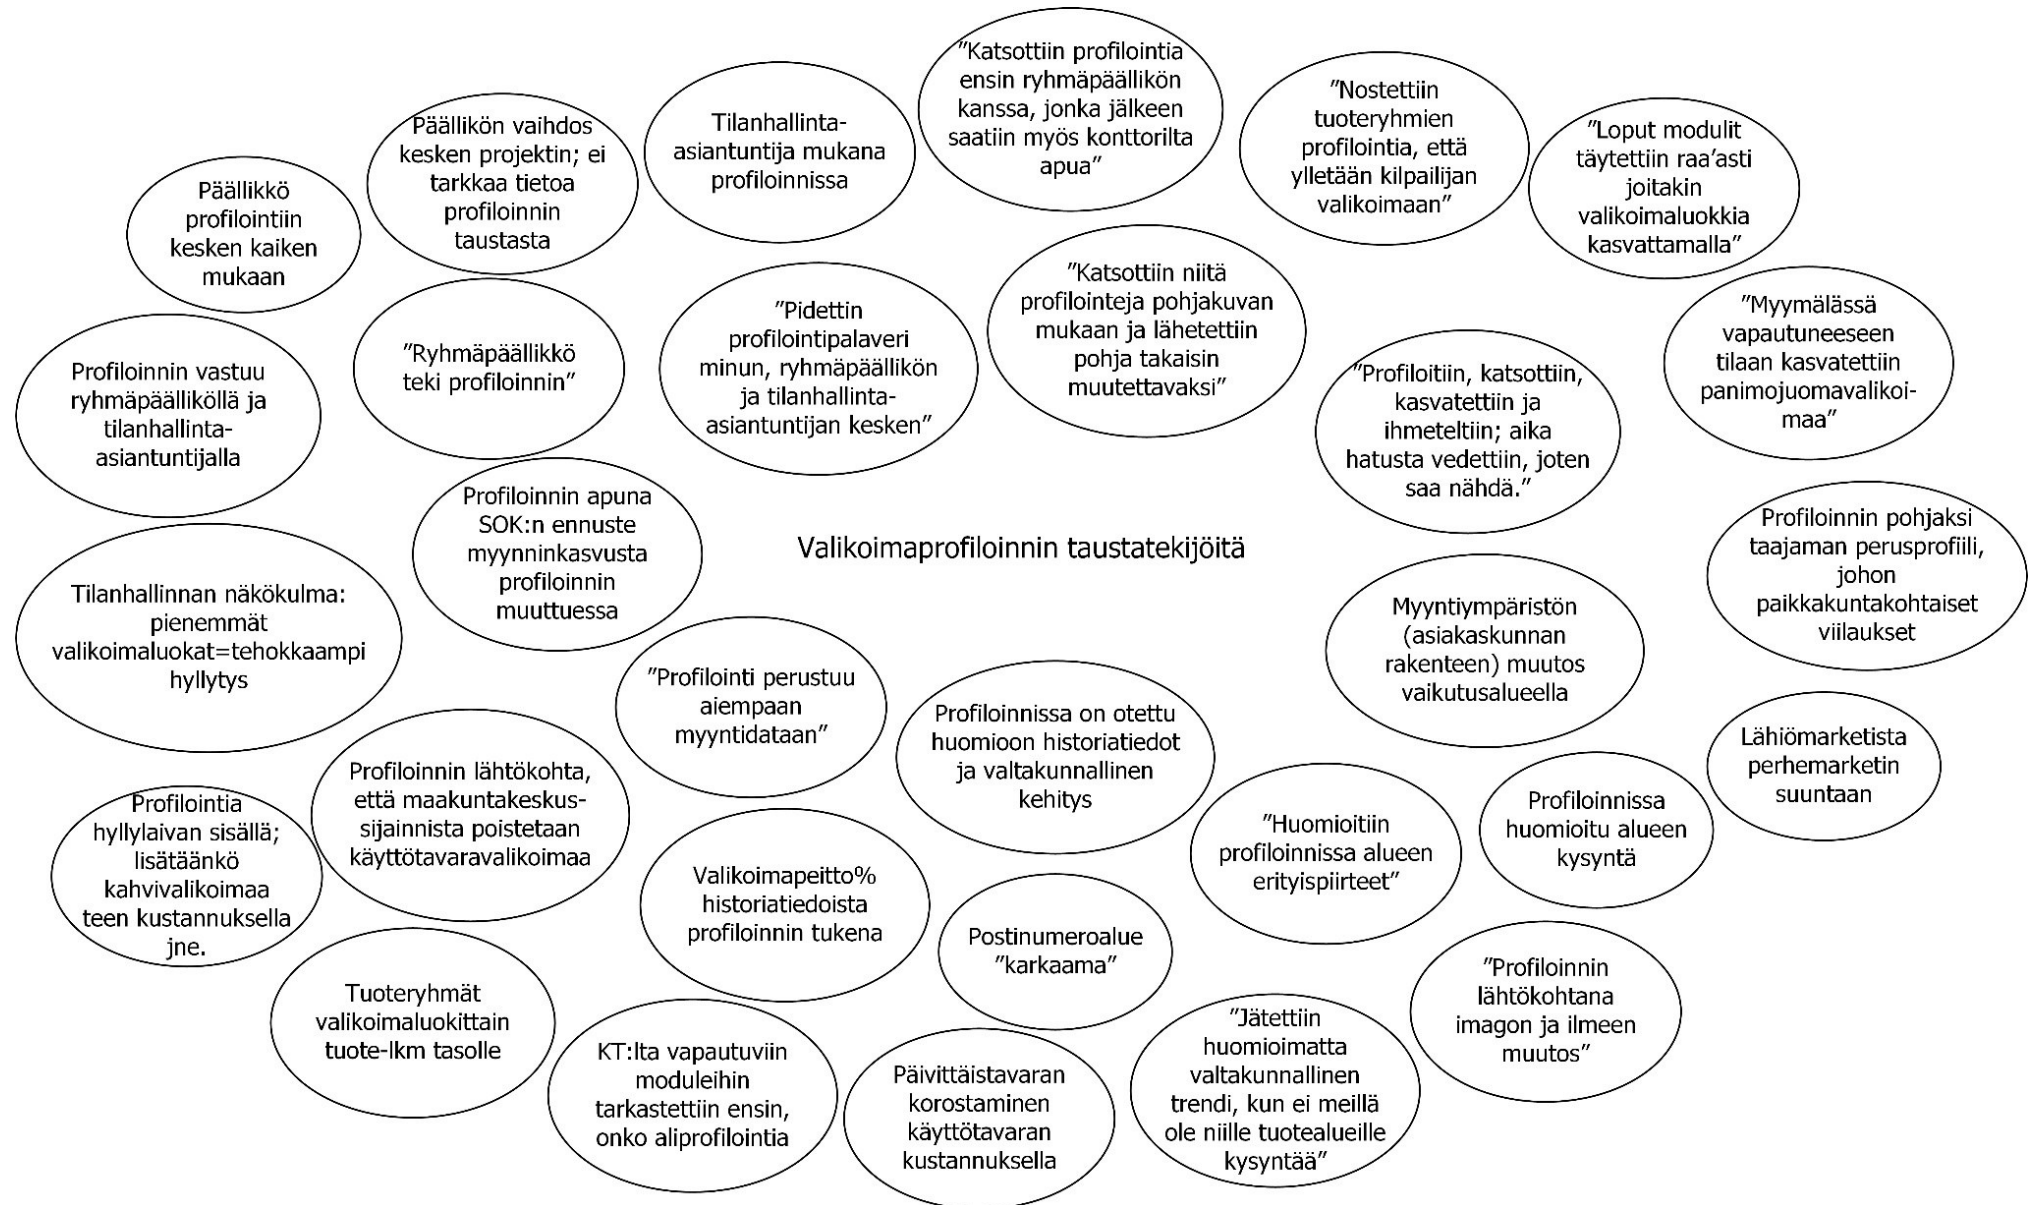 ”Katsottiin profilointia
ensin ryhmäpäällikön
kanssa, jonka jälkeen
saatiin myös konttorilta
apua”
”Nostettiin
tuoteryhmien
profilointia, että
ylletään kilpailijan
valikoimaan”
”Loput modulit
täytettiin raa’asti
joitakin
valikoimaluokkia
kasvattamalla”
Tilanhallinta-
asiantuntija mukana
profiloinnissa
Päällikön vaihdos
kesken projektin; ei
tarkkaa tietoa
profiloinnin
taustasta
Päällikkö
profilointiin
kesken kaiken
mukaan
”Katsottiin niitä
profilointeja pohjakuvan
mukaan ja lähetettiin
pohja takaisin
muutettavaksi”
”Myymälässä
vapautuneeseen
tilaan kasvatettiin
panimojuomavalikoi-
maa”
”Pidettin
profilointipalaveri
minun, ryhmäpäällikön
ja tilanhallinta-
asiantuntijan kesken”
”Ryhmäpäällikkö
teki profiloinnin”
Profiloinnin vastuu
ryhmäpäälliköllä ja
tilanhallinta-
asiantuntijalla
”Profiloitiin, katsottiin,
kasvatettiin ja
ihmeteltiin; aika
hatusta vedettiin, joten
saa nähdä.”
Profiloinnin apuna
SOK:n ennuste
myynninkasvusta
profiloinnin
muuttuessa
Valikoimaprofiloinnin taustatekijöitä
Profiloinnin pohjaksi
taajaman perusprofiili,
johon
paikkakuntakohtaiset
viilaukset
Tilanhallinnan näkökulma:
pienemmät
valikoimaluokat=tehokkaampi
hyllytys
Myyntiympäristön
(asiakaskunnan
rakenteen) muutos
vaikutusalueella
”Profilointi perustuu
aiempaan
myyntidataan”
Profiloinnissa on otettu
huomioon historiatiedot
ja valtakunnallinen
kehitys
Lähiömarketista
perhemarketin
suuntaan
Profiloinnin lähtökohta,
että maakuntakeskus-
sijainnista poistetaan
käyttötavaravalikoimaa
Profilointia
hyllylaivan sisällä;
lisätäänkö
kahvivalikoimaa
teen kustannuksella
jne.
Profiloinnissa
huomioitu alueen
kysyntä
”Huomioitiin
profiloinnissa alueen
erityispiirteet”
Valikoimapeitto%
historiatiedoista
profiloinnin tukena
Postinumeroalue
”karkaama”
”Profiloinnin
lähtökohtana
imagon ja ilmeen
muutos”
Tuoteryhmät
valikoimaluokittain
tuote-lkm tasolle
KT:lta vapautuviin
moduleihin
tarkastettiin ensin,
onko aliprofilointia
Päivittäistavaran
korostaminen
käyttötavaran
kustannuksella
”Jätettiin
huomioimatta
valtakunnallinen
trendi, kun ei meillä
ole niille tuotealueille
kysyntää”